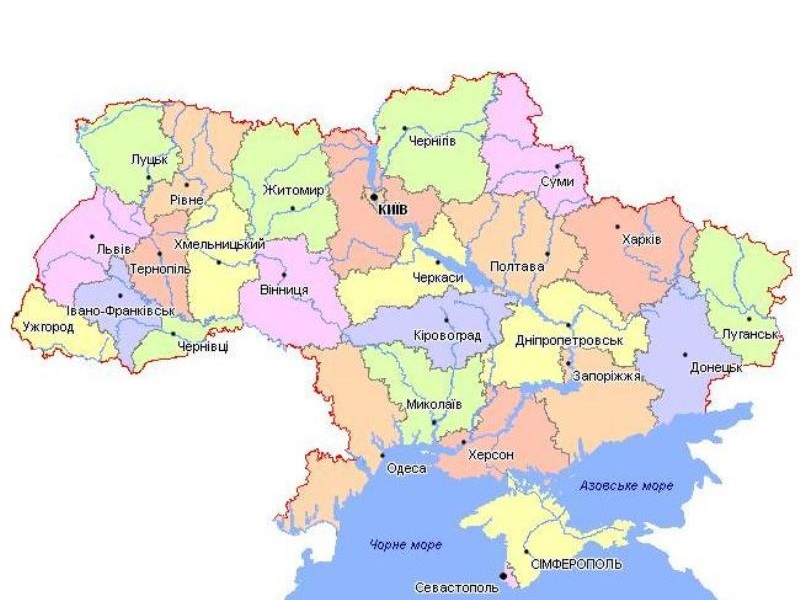 Чернігів
Луцьк
Суми
Рівне
Житомир
КИЇВ
Львів
Хмельницький
Харків
Тернопіль
Полтава
Черкаси
Вінниця
Івано-Франківськ
Ужгород
Чернівці
Кіровоград
Дніпропетровськ
Луганськ
Донецьк
Запоріжжя
Миколаїв
Херсон
Одеса
Азовське море
Чорне море
СІМФЕРОПОЛЬ
Севастополь